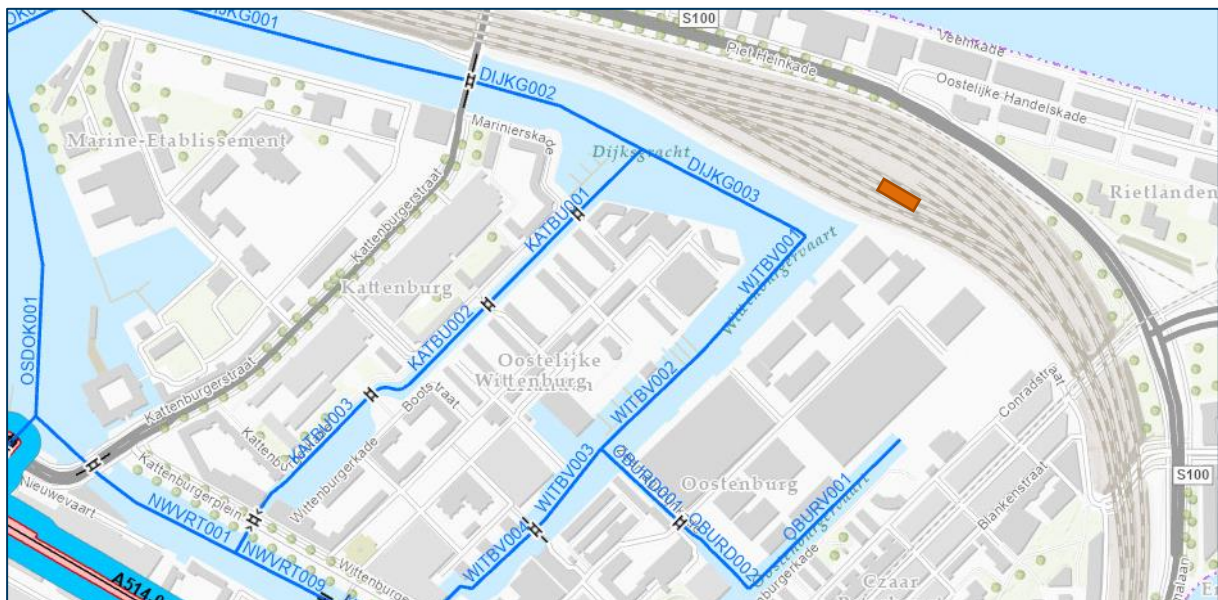 DIJKG001
S100
Veemkade
Piet Heinkade
Oostelijke-Handelskade
DIJKG002
Marinierskade
Marine-Etablissement
Dijksgracht
DIJKG003
Rietlanden
KATBU001
Kattenburgerstraat
WITBV001
Wittenburgervaart
Kattenburg
KATBU002
OSDOK001
Oostelijke
Wittenburg
WITBV002
Bootsstraat
Kattenburgerstraat
Conradstraat
KATBU003
Wittenburgerkade
WITBV003
OBURD001
Oostenburg
OBURV001
Oostenburgervaart
Blankenstraat
S100
Kattenburgerplein
Nieuwevaart
NWVRT001
NWVRT009
WITBV004
OBURD002
Czaar
A514